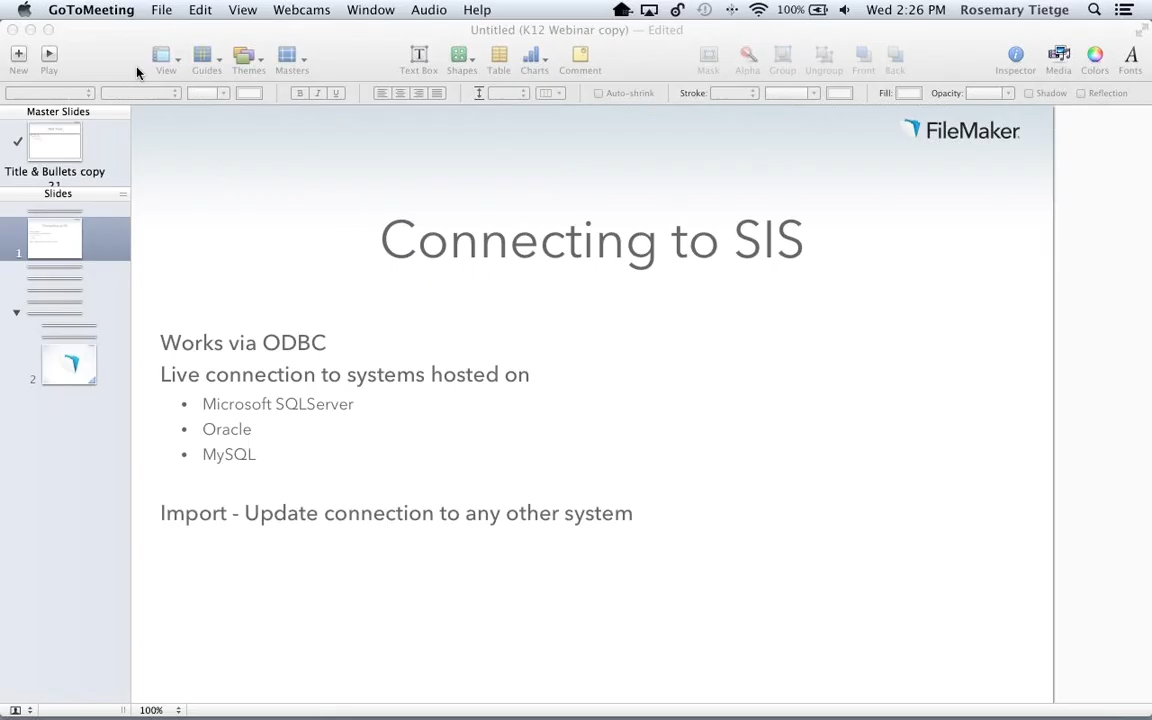 GoToMeeting File Edit View Webcams Window Audio Help 100% Wed 2:26 PM Rosemary Tietge
Untitled (K12 Webinar copy) — Edited
New Play View Guides Themes Masters Text Box Shapes Table Charts Comment Mask Alpha Group Ungroup Front Back Inspector Media Colors Fonts
B I U Auto-shrink Stroke: Fill: Opacity: Shadow Reflection
Master Slides
Title & Bullets copy
21
Slides
1
2
FileMaker
Connecting to SIS
Works via ODBC
Live connection to systems hosted on
• Microsoft SQLServer
• Oracle
• MySQL
Import - Update connection to any other system
100%